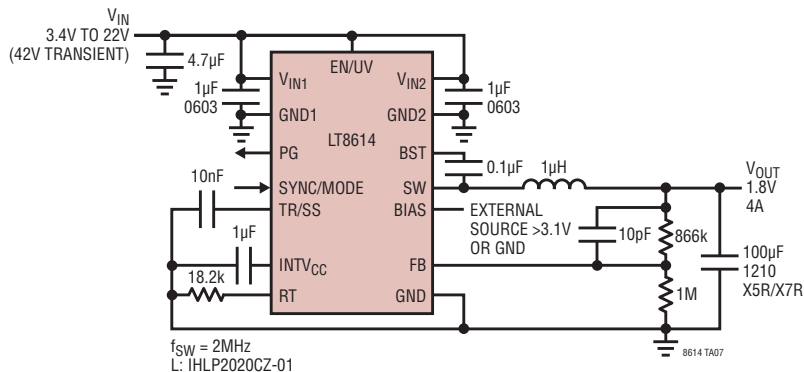 VIN
3.4V TO 22V
(42V TRANSIENT)
4.7µF
1µF
0603
VIN1
EN/UV
VIN2
1µF
0603
GND1
GND2
LT8614
PG
BST
0.1µF
1µH
VOUT
1.8V
4A
10nF
SYNC/MODE
SW
TR/SS
BIAS
EXTERNAL
SOURCE >3.1V
OR GND
10pF
866k
1µF
100µF
1210
X5R/X7R
INTVCC
FB
18.2k
RT
GND
1M
fSW = 2MHz
L: IHLP2020CZ-01
8614 TA07